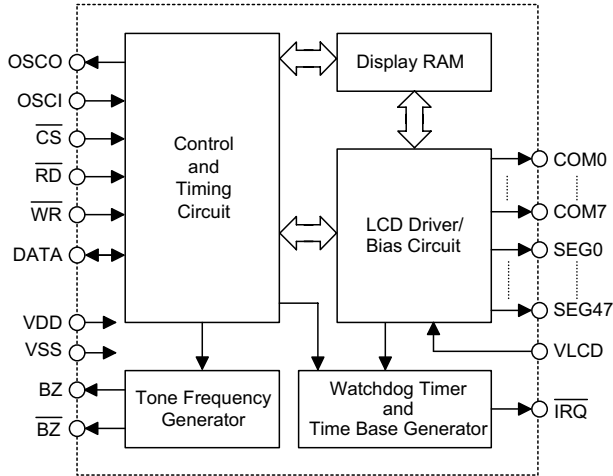 OSCO
OSCI
CS
RD
WR
DATA
VDD
VSS
BZ
BZ
Control
and
Timing
Circuit
Display RAM
LCD Driver/
Bias Circuit
Tone Frequency
Generator
Watchdog Timer
and
Time Base Generator
COM0
COM7
SEG0
SEG47
VLCD
IRQ